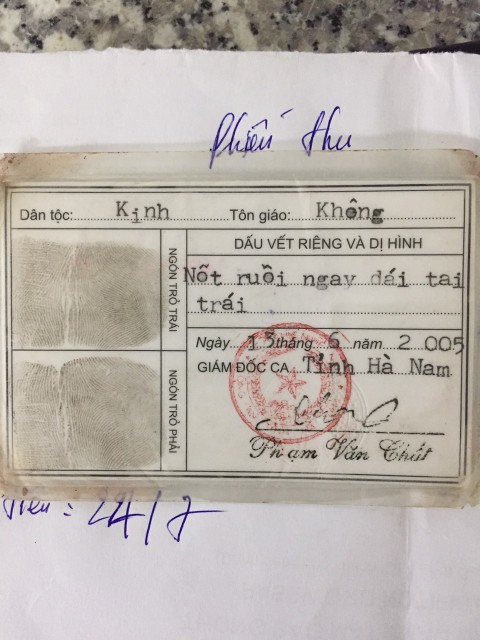 Phiếu thu
Dân tộc: Kinh Tôn giáo: Không
DẤU VẾT RIÊNG VÀ DỊ HÌNH
NGÓN TRỎ TRÁI
Nốt ruồi ngay dái tai
trái
Ngày 15 tháng 6 năm 2005
GIÁM ĐỐC CA Tỉnh Hà Nam
NGÓN TRỎ PHẢI
Phạm Văn Chút
: 24/7